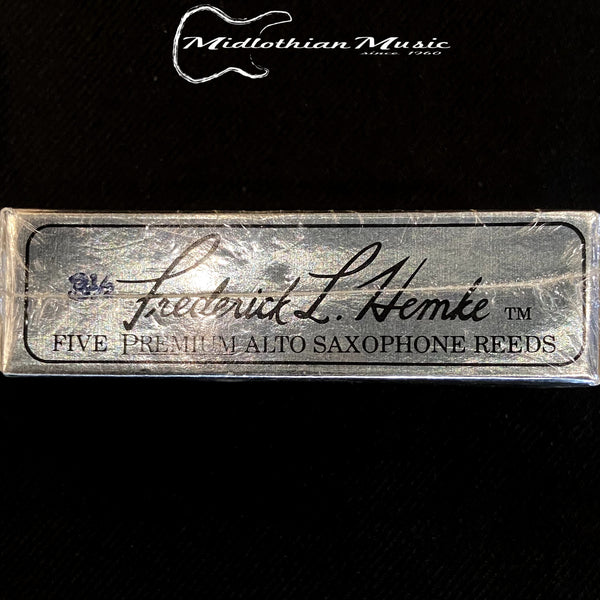 Midlothian Music
since 1960
Frederick L. Hemke TM
FIVE PREMIUM ALTO SAXOPHONE REEDS